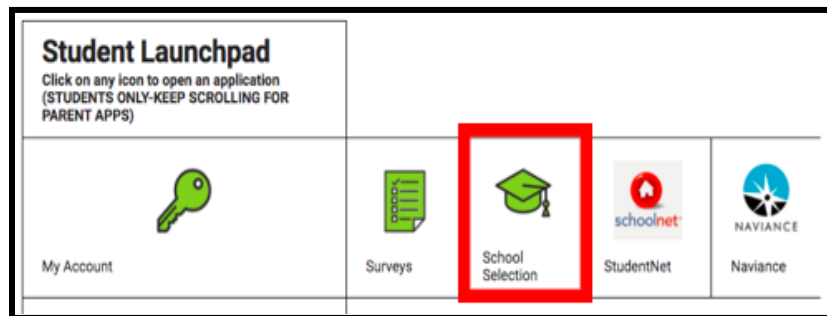 Student Launchpad
Click on any icon to open an application
(STUDENTS ONLY-KEEP SCROLLING FOR
PARENT APPS)
schoolnet
NAVIANCE
My Account
Surveys
School
Selection
StudentNet
Naviance